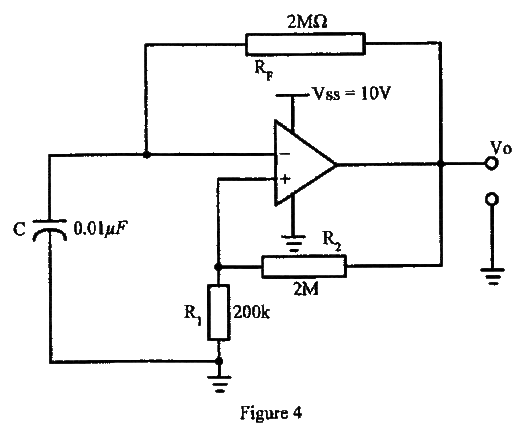 2MΩ
R_F
Vss = 10V
Vo
−
+
C
0.01μF
R_2
2M
R_1
200k
Figure 4